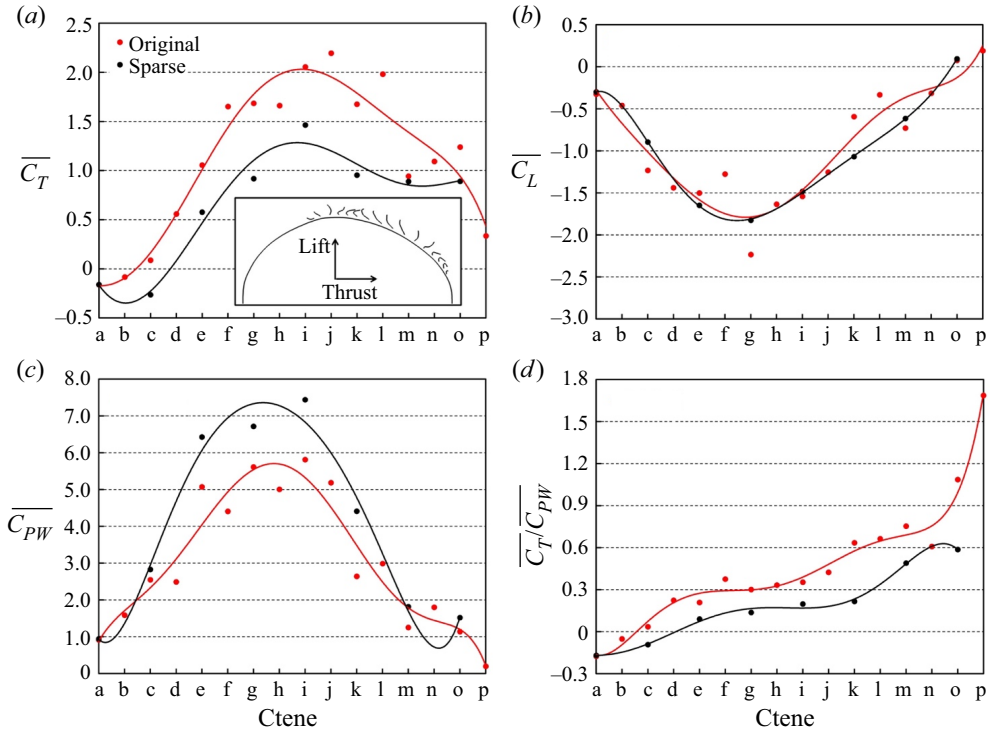 (a)
2.5
2.0
1.5
1.0
0.5
0
–0.5
C_T
Original
Sparse
Lift
Thrust
a b c d e f g h i j k l m n o p
(b)
0.5
0
–0.5
–1.0
–1.5
–2.0
–2.5
–3.0
C_L
a b c d e f g h i j k l m n o p
(c)
8.0
7.0
6.0
5.0
4.0
3.0
2.0
1.0
0
C_PW
a b c d e f g h i j k l m n o p
Ctene
(d)
1.8
1.5
1.2
0.9
0.6
0.3
0
–0.3
C_T/C_PW
a b c d e f g h i j k l m n o p
Ctene